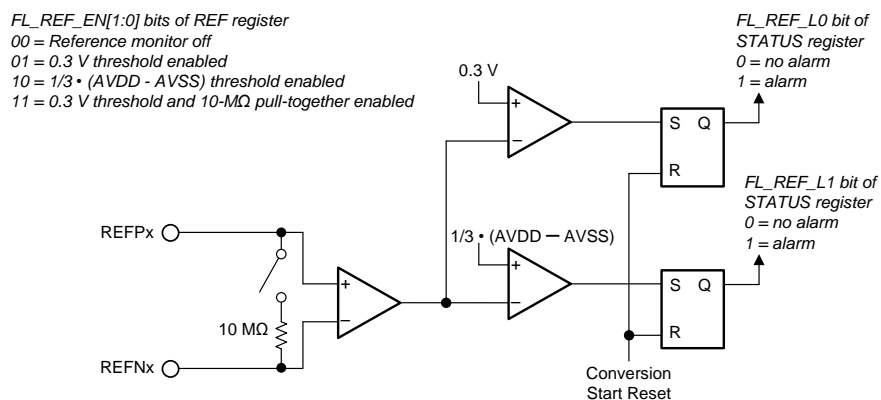 FL_REF_EN[1:0] bits of REF register
00 = Reference monitor off
01 = 0.3 V threshold enabled
10 = 1/3 • (AVDD - AVSS) threshold enabled
11 = 0.3 V threshold and 10-MΩ pull-together enabled
FL_REF_L0 bit of
STATUS register
0 = no alarm
1 = alarm
0.3 V
+
−
S Q
R
FL_REF_L1 bit of
STATUS register
0 = no alarm
1 = alarm
REFPx
1/3 • (AVDD − AVSS)
+
−
S Q
R
+
−
10 MΩ
REFNx
Conversion
Start Reset